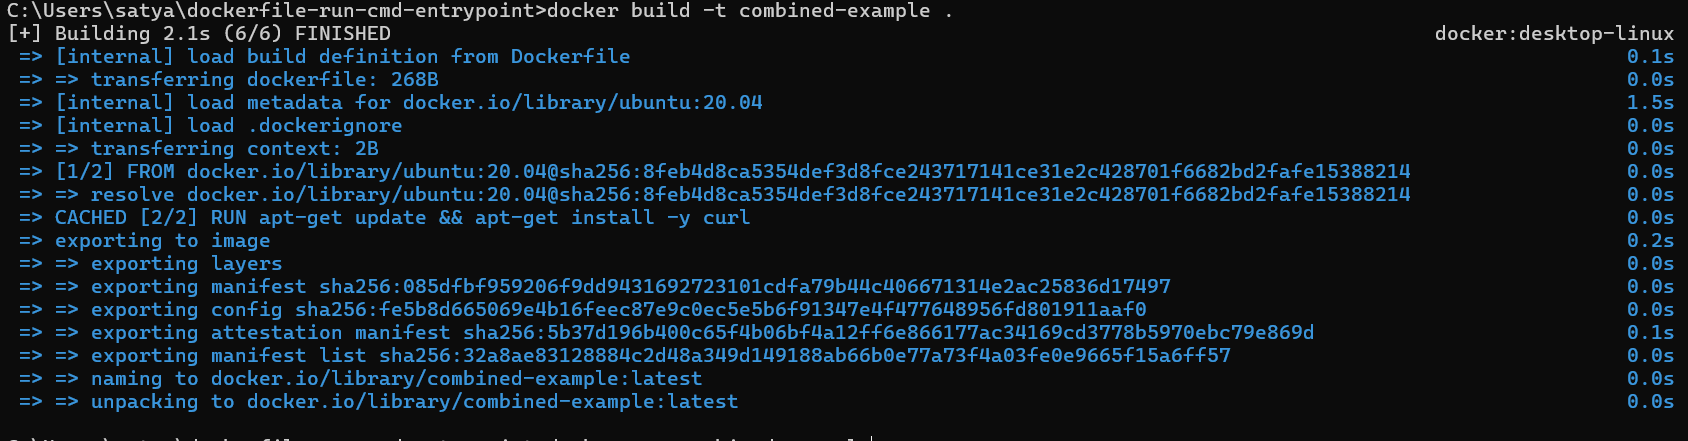 C:\Users\satya\dockerfile-run-cmd-entrypoint>docker build -t combined-example .
[+] Building 2.1s (6/6) FINISHED docker:desktop-linux
=> [internal] load build definition from Dockerfile 0.1s
=> => transferring dockerfile: 268B 0.0s
=> [internal] load metadata for docker.io/library/ubuntu:20.04 1.5s
=> [internal] load .dockerignore 0.0s
=> => transferring context: 2B 0.0s
=> [1/2] FROM docker.io/library/ubuntu:20.04@sha256:8feb4d8ca5354def3d8fce243717141ce31e2c428701f6682bd2fafe15388214 0.0s
=> => resolve docker.io/library/ubuntu:20.04@sha256:8feb4d8ca5354def3d8fce243717141ce31e2c428701f6682bd2fafe15388214 0.0s
=> CACHED [2/2] RUN apt-get update && apt-get install -y curl 0.0s
=> exporting to image 0.2s
=> => exporting layers 0.0s
=> => exporting manifest sha256:085dfbf959206f9dd9431692723101cdfa79b44c406671314e2ac25836d17497 0.0s
=> => exporting config sha256:fe5b8d665069e4b16feec87e9c0ec5e5b6f91347e4f477648956fd801911aaf0 0.0s
=> => exporting attestation manifest sha256:5b37d196b400c65f4b06bf4a12ff6e866177ac34169cd3778b5970ebc79e869d 0.1s
=> => exporting manifest list sha256:32a8ae83128884c2d48a349d149188ab66b0e77a73f4a03fe0e9665f15a6ff57 0.0s
=> => naming to docker.io/library/combined-example:latest 0.0s
=> => unpacking to docker.io/library/combined-example:latest 0.0s